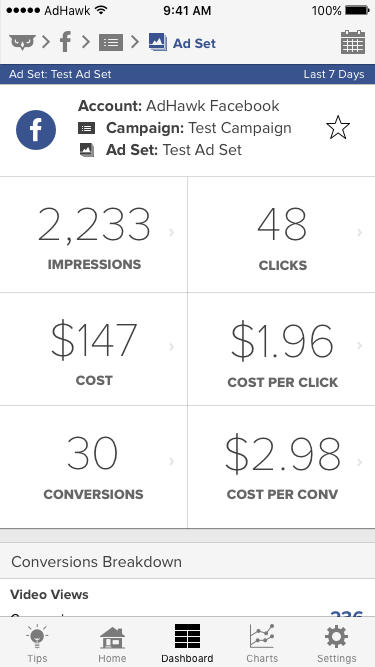 AdHawk 9:41 AM 100%
Ad Set
Ad Set: Test Ad Set Last 7 Days
Account: AdHawk Facebook
Campaign: Test Campaign
Ad Set: Test Ad Set
2,233 48
IMPRESSIONS CLICKS
$147 $1.96
COST COST PER CLICK
30 $2.98
CONVERSIONS COST PER CONV
Conversions Breakdown
Video Views
Tips Home Dashboard Charts Settings